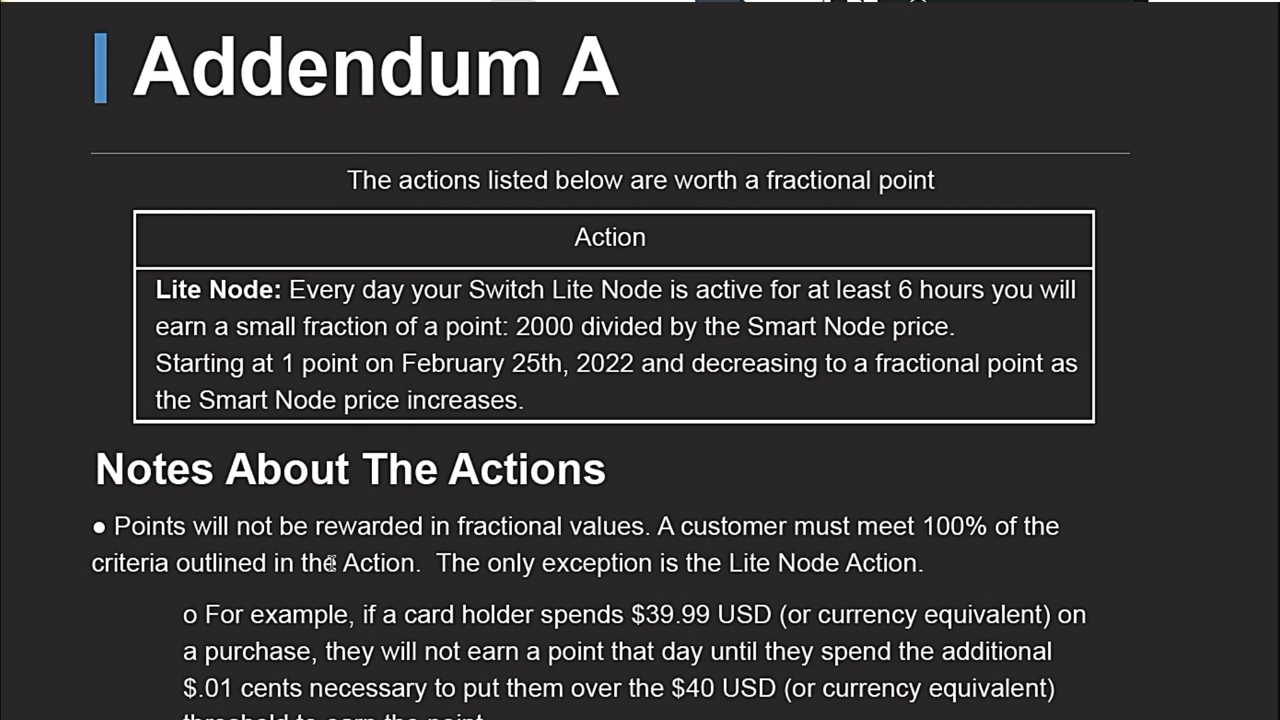 Addendum A
The actions listed below are worth a fractional point
Action
Lite Node: Every day your Switch Lite Node is active for at least 6 hours you will
earn a small fraction of a point: 2000 divided by the Smart Node price.
Starting at 1 point on February 25th, 2022 and decreasing to a fractional point as
the Smart Node price increases.
Notes About The Actions
● Points will not be rewarded in fractional values. A customer must meet 100% of the
criteria outlined in the Action.  The only exception is the Lite Node Action.
o For example, if a card holder spends $39.99 USD (or currency equivalent) on
a purchase, they will not earn a point that day until they spend the additional
$.01 cents necessary to put them over the $40 USD (or currency equivalent)
threshold to earn the point